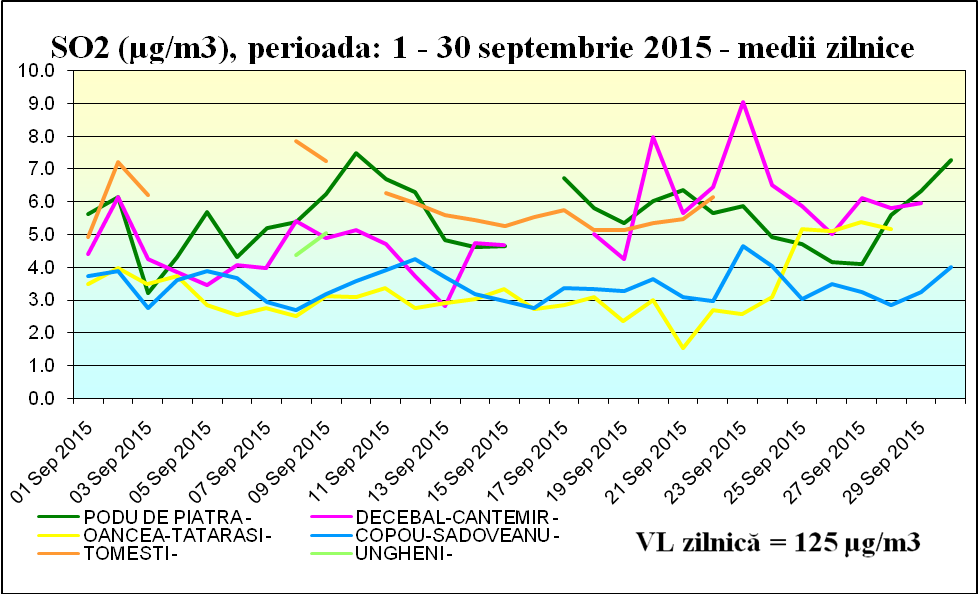 SO2 (µg/m3), perioada: 1 - 30 septembrie 2015 - medii zilnice
10.0
9.0
8.0
7.0
6.0
5.0
4.0
3.0
2.0
1.0
0.0
01 Sep 2015
03 Sep 2015
05 Sep 2015
07 Sep 2015
09 Sep 2015
11 Sep 2015
13 Sep 2015
15 Sep 2015
17 Sep 2015
19 Sep 2015
21 Sep 2015
23 Sep 2015
25 Sep 2015
27 Sep 2015
29 Sep 2015
PODU DE PIATRA -
DECEBAL-CANTEMIR -
OANCEA-TATARASI-
COPOU-SADOVEANU -
TOMESTI -
UNGHENI-
VL zilnică = 125 µg/m3